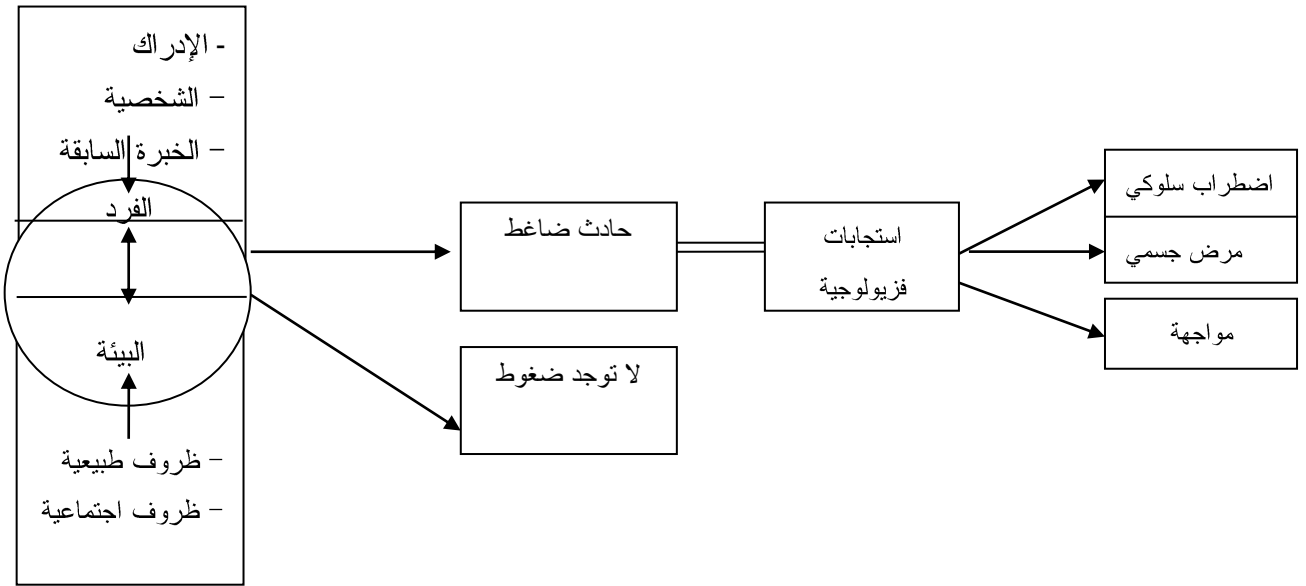 - الإدراك
– الشخصية
– الخبرة السابقة
الفرد
البيئة
– ظروف طبيعية
– ظروف اجتماعية
حادث ضاغط
لا توجد ضغوط
استجابات
فزيولوجية
اضطراب سلوكي
مرض جسمي
مواجهة